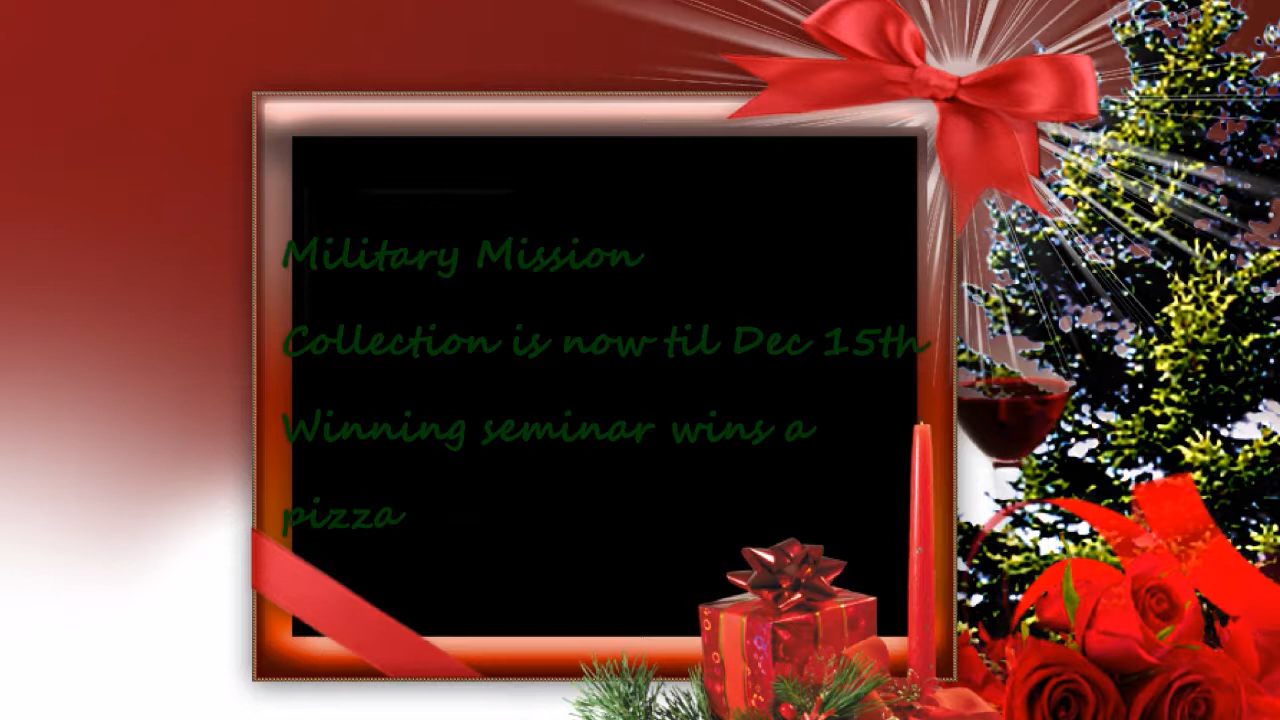 Military Mission
Collection is now til Dec 15th
Winning seminar wins a
pizza